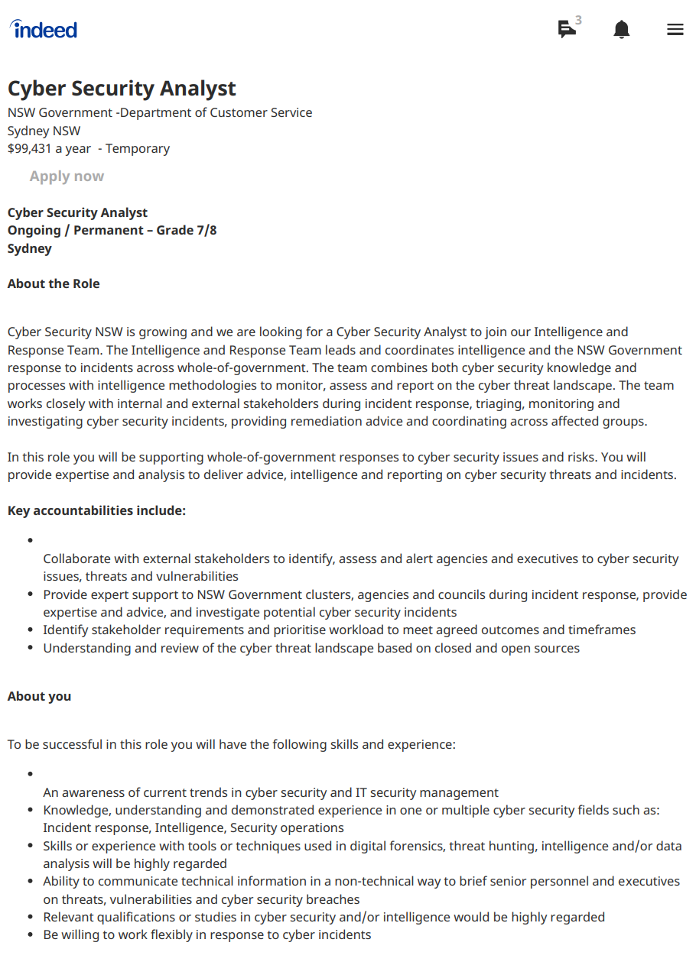 indeed
3
Cyber Security Analyst
NSW Government -Department of Customer Service
Sydney NSW
$99,431 a year - Temporary
Apply now
Cyber Security Analyst
Ongoing / Permanent – Grade 7/8
Sydney
About the Role
Cyber Security NSW is growing and we are looking for a Cyber Security Analyst to join our Intelligence and
Response Team. The Intelligence and Response Team leads and coordinates intelligence and the NSW Government
response to incidents across whole-of-government. The team combines both cyber security knowledge and
processes with intelligence methodologies to monitor, assess and report on the cyber threat landscape. The team
works closely with internal and external stakeholders during incident response, triaging, monitoring and
investigating cyber security incidents, providing remediation advice and coordinating across affected groups.
In this role you will be supporting whole-of-government responses to cyber security issues and risks. You will
provide expertise and analysis to deliver advice, intelligence and reporting on cyber security threats and incidents.
Key accountabilities include:
•
Collaborate with external stakeholders to identify, assess and alert agencies and executives to cyber security
issues, threats and vulnerabilities
• Provide expert support to NSW Government clusters, agencies and councils during incident response, provide
expertise and advice, and investigate potential cyber security incidents
• Identify stakeholder requirements and prioritise workload to meet agreed outcomes and timeframes
• Understanding and review of the cyber threat landscape based on closed and open sources
About you
To be successful in this role you will have the following skills and experience:
•
An awareness of current trends in cyber security and IT security management
• Knowledge, understanding and demonstrated experience in one or multiple cyber security fields such as:
Incident response, Intelligence, Security operations
• Skills or experience with tools or techniques used in digital forensics, threat hunting, intelligence and/or data
analysis will be highly regarded
• Ability to communicate technical information in a non-technical way to brief senior personnel and executives
on threats, vulnerabilities and cyber security breaches
• Relevant qualifications or studies in cyber security and/or intelligence would be highly regarded
• Be willing to work flexibly in response to cyber incidents